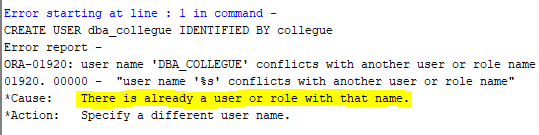 Error starting at line : 1 in command -
CREATE USER dba_collegue IDENTIFIED BY collegue
Error report -
ORA-01920: user name 'DBA_COLLEGUE' conflicts with another user or role name
01920. 00000 -  "user name '%s' conflicts with another user or role name"
*Cause:    There is already a user or role with that name.
*Action:   Specify a different user name.